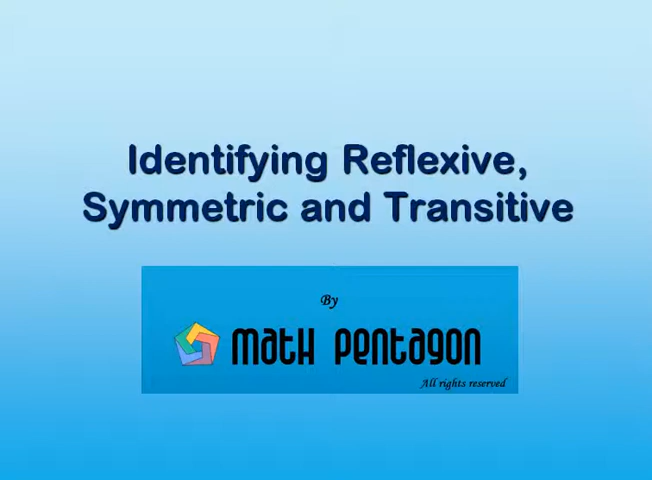 Identifying Reflexive,
Symmetric and Transitive
By
math pentagon
All rights reserved